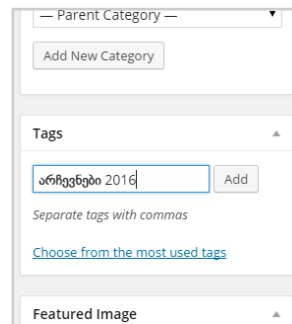 — Parent Category —
Add New Category
Tags
არჩევნები 2016
Add
Separate tags with commas
Choose from the most used tags
Featured Image